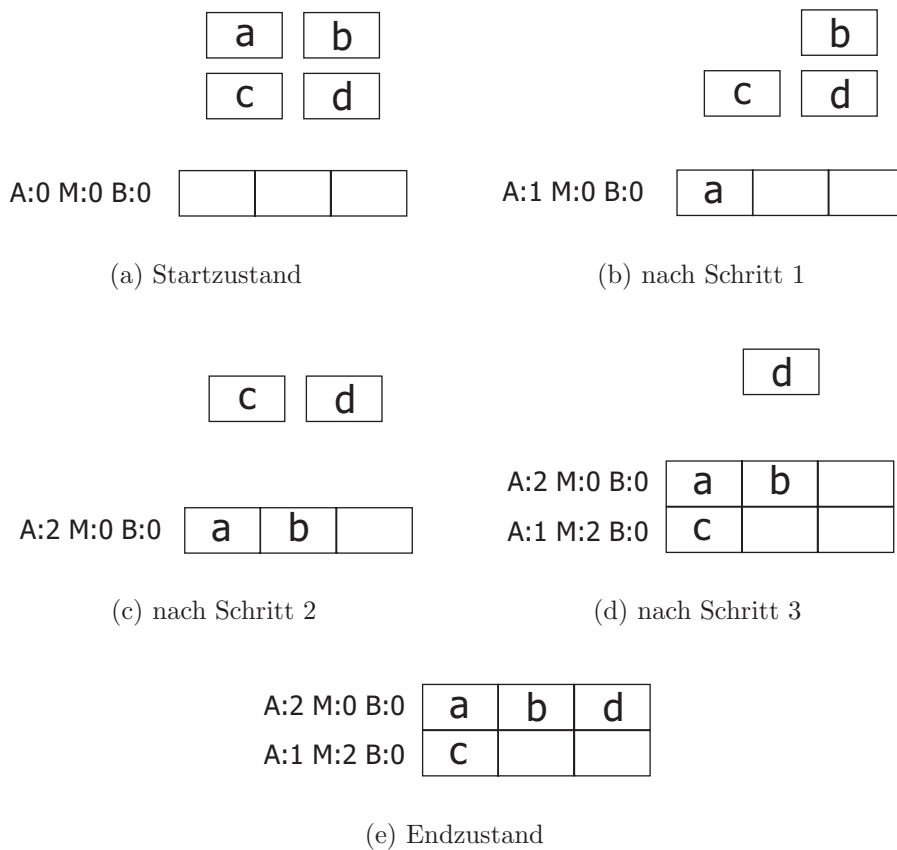 a b
c d
A:0 M:0 B:0
(a) Startzustand
b
c d
A:1 M:0 B:0 a
(b) nach Schritt 1
c d
A:2 M:0 B:0 a b
(c) nach Schritt 2
d
A:2 M:0 B:0 a b
A:1 M:2 B:0 c
(d) nach Schritt 3
A:2 M:0 B:0 a b d
A:1 M:2 B:0 c
(e) Endzustand